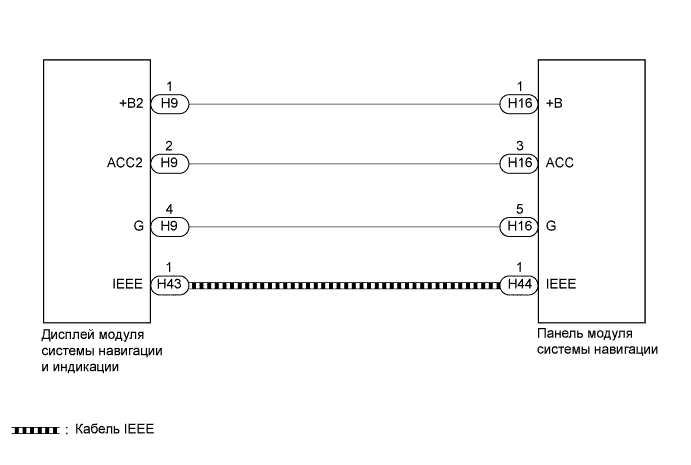 1 1
+B2 H9 H16 +B
2 3
ACC2 H9 H16 ACC
4 5
G H9 H16 G
1 1
IEEE H43 H44 IEEE
Дисплей модуля
системы навигации
и индикации
Панель модуля
системы навигации
: Кабель IEEE